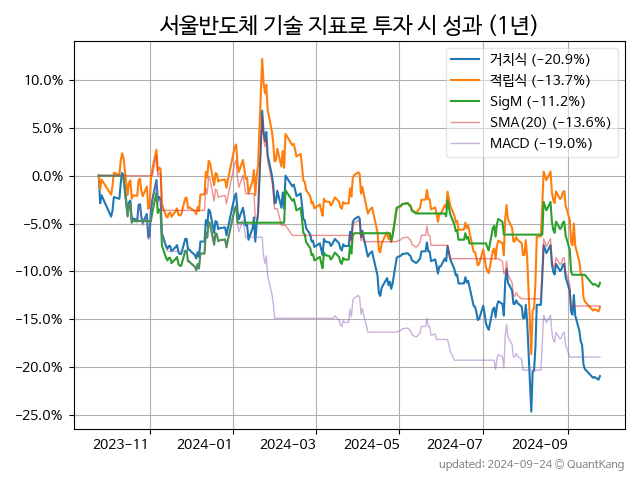 서울반도체 기술 지표로 투자 시 성과 (1년)
거치식 (−20.9%)
적립식 (−13.7%)
SigM (−11.2%)
SMA(20) (−13.6%)
MACD (−19.0%)
10.0%
5.0%
0.0%
−5.0%
−10.0%
−15.0%
−20.0%
−25.0%
2023−11 2024−01 2024−03 2024−05 2024−07 2024−09
updated: 2024−09−24 © QuantKang